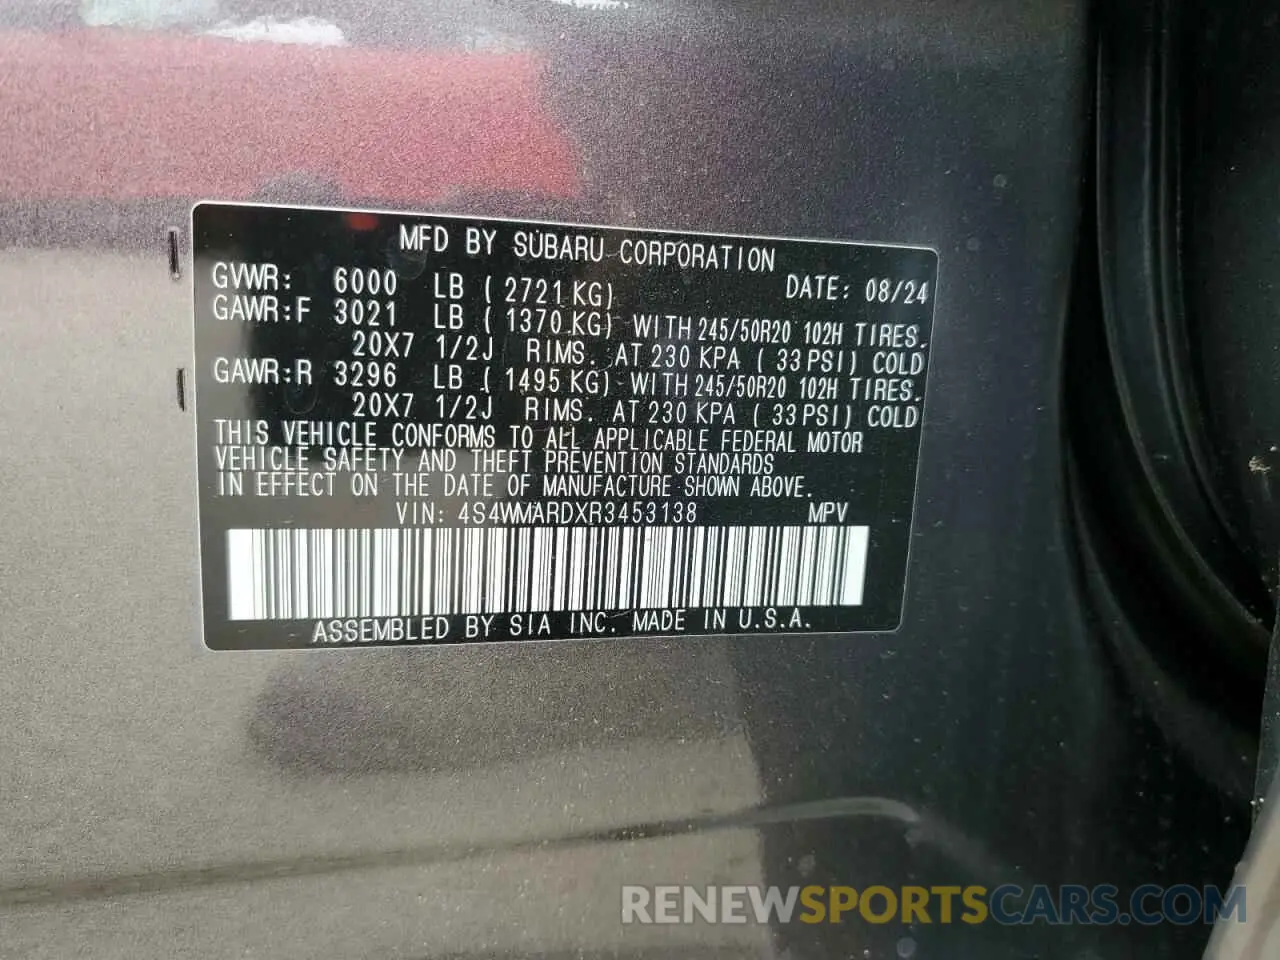 MFD BY SUBARU CORPORATION
GVWR: 6000 LB ( 2721 KG) DATE: 08/24
GAWR:F 3021 LB ( 1370 KG) WITH 245/50R20 102H TIRES.
20X7 1/2J RIMS. AT 230 KPA ( 33 PSI) COLD
GAWR:R 3296 LB ( 1495 KG) WITH 245/50R20 102H TIRES.
20X7 1/2J RIMS. AT 230 KPA ( 33 PSI) COLD
THIS VEHICLE CONFORMS TO ALL APPLICABLE FEDERAL MOTOR
VEHICLE SAFETY AND THEFT PREVENTION STANDARDS
IN EFFECT ON THE DATE OF MANUFACTURE SHOWN ABOVE.
VIN: 4S4WMARDXR3453138 MPV
ASSEMBLED BY SIA INC. MADE IN U.S.A.
RENEWSPORTSCARS.COM